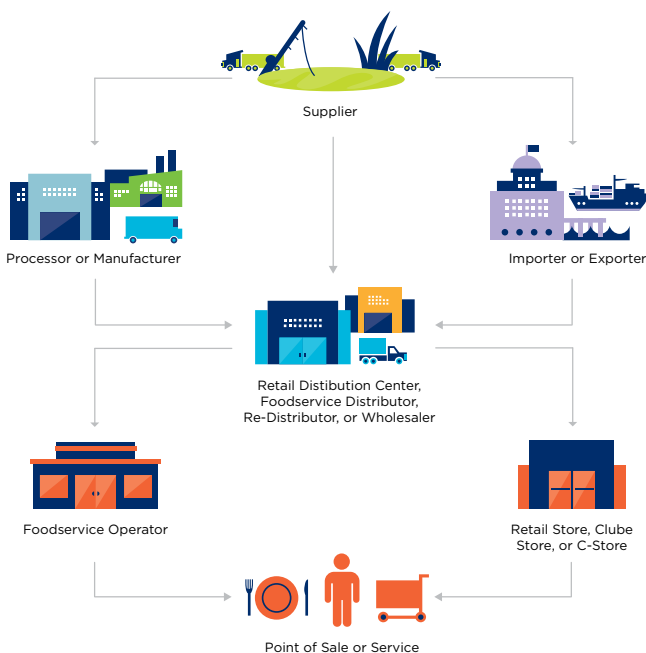 Supplier
Processor or Manufacturer
Importer or Exporter
Retail Distibution Center,
Foodservice Distributor,
Re-Distributor, or Wholesaler
Foodservice Operator
Retail Store, Clube
Store, or C-Store
Point of Sale or Service